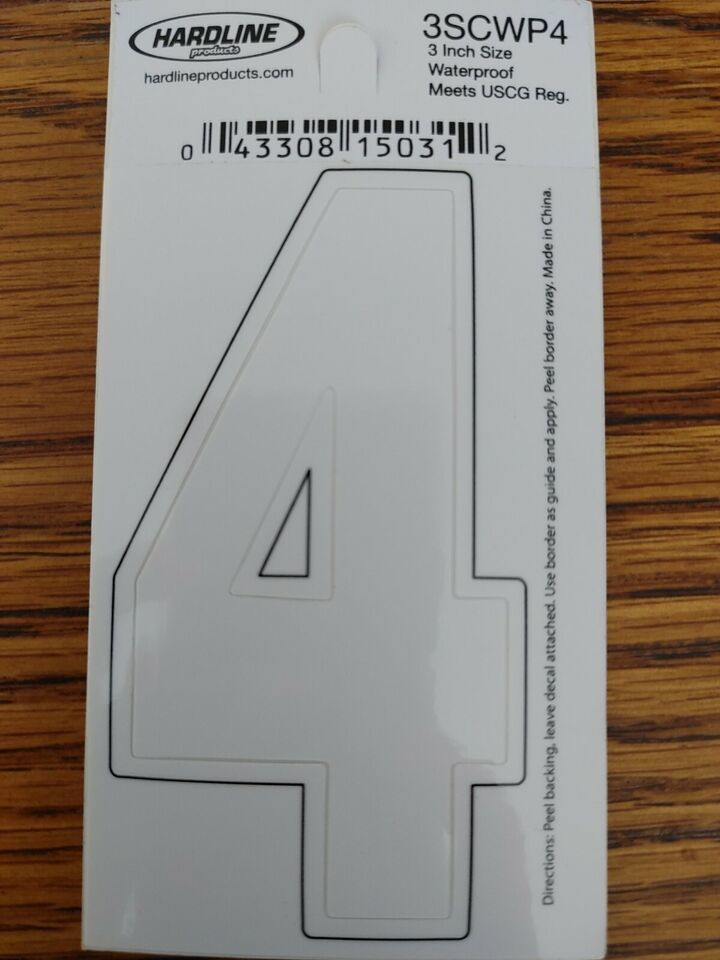 HARDLINE
products
hardlineproducts.com
3SCWP4
3 Inch Size
Waterproof
Meets USCG Reg.
0 43308 15031 2
4
Directions: Peel backing, leave decal attached. Use border as guide and apply. Peel border away. Made in China.